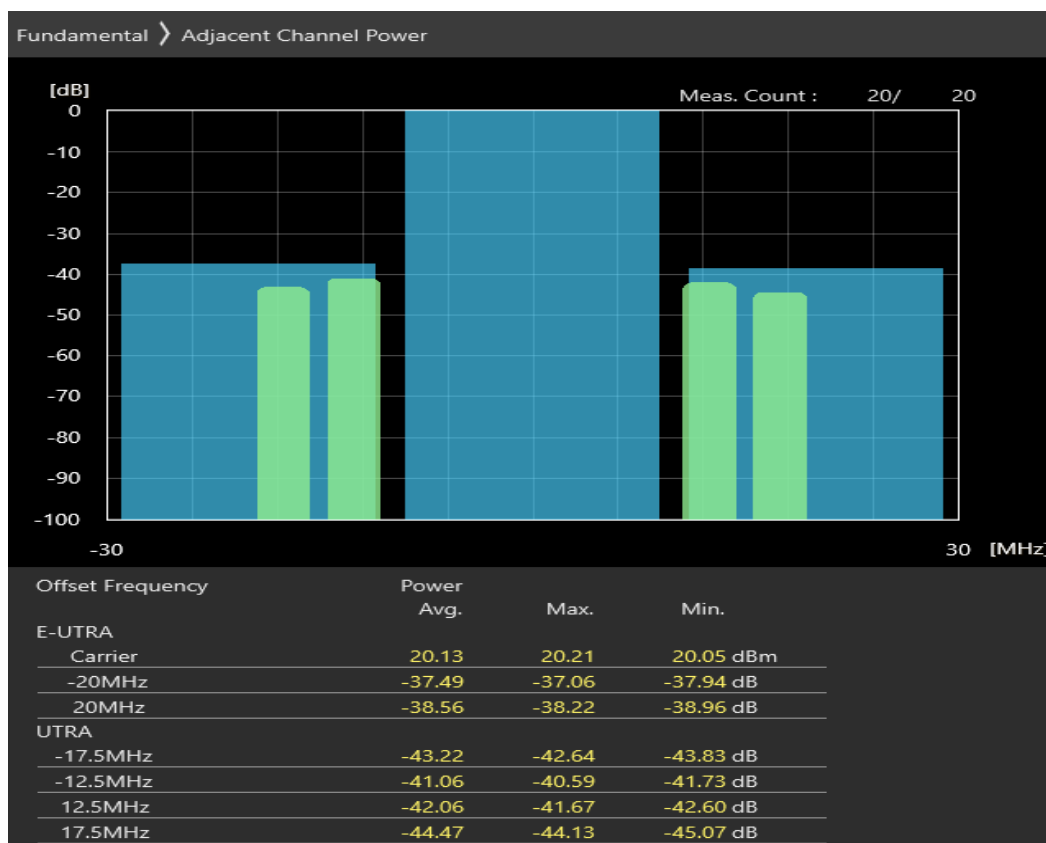 Fundamental 〉 Adjacent Channel Power
[dB] Meas. Count : 20/ 20
0
-10
-20
-30
-40
-50
-60
-70
-80
-90
-100
-30 30 [MHz]
Offset Frequency Power
Avg. Max. Min.
E-UTRA
Carrier 20.13 20.21 20.05 dBm
-20MHz -37.49 -37.06 -37.94 dB
20MHz -38.56 -38.22 -38.96 dB
UTRA
-17.5MHz -43.22 -42.64 -43.83 dB
-12.5MHz -41.06 -40.59 -41.73 dB
12.5MHz -42.06 -41.67 -42.60 dB
17.5MHz -44.47 -44.13 -45.07 dB